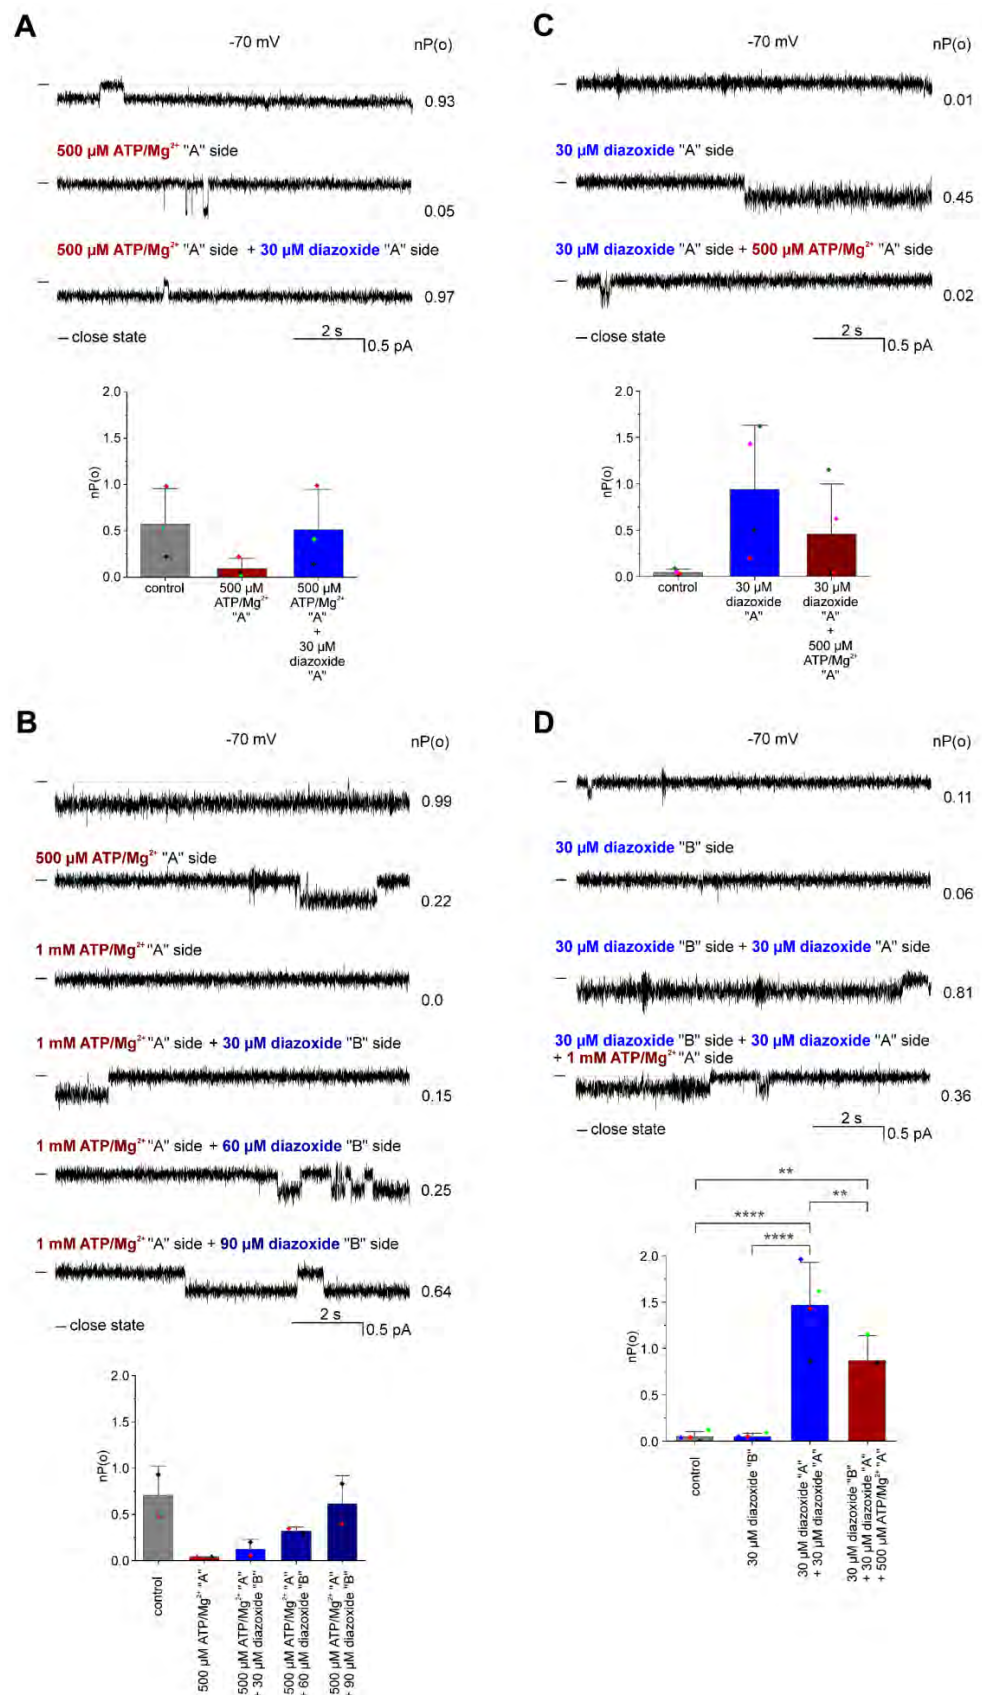 A
-70 mV
nP(o)
0.93
500 µM ATP/Mg²⁺ "A" side
0.05
500 µM ATP/Mg²⁺ "A" side + 30 µM diazoxide "A" side
0.97
– close state
2 s
0.5 pA
2.0
1.5
1.0
0.5
0.0
nP(o)
control
500 µM
ATP/Mg²⁺
"A"
500 µM
ATP/Mg²⁺
"A"
+
30 µM
diazoxide
"A"
B
-70 mV
nP(o)
0.99
500 µM ATP/Mg²⁺ "A" side
0.22
1 mM ATP/Mg²⁺ "A" side
0.0
1 mM ATP/Mg²⁺ "A" side + 30 µM diazoxide "B" side
0.15
1 mM ATP/Mg²⁺ "A" side + 60 µM diazoxide "B" side
0.25
1 mM ATP/Mg²⁺ "A" side + 90 µM diazoxide "B" side
0.64
– close state
2 s
0.5 pA
2.0
1.5
1.0
0.5
0.0
nP(o)
control
500 µM ATP/Mg²⁺ "A"
500 µM ATP/Mg²⁺ "A"
+ 30 µM diazoxide "B"
500 µM ATP/Mg²⁺ "A"
+ 60 µM diazoxide "B"
500 µM ATP/Mg²⁺ "A"
+ 90 µM diazoxide "B"
C
-70 mV
nP(o)
0.01
30 µM diazoxide "A" side
0.45
30 µM diazoxide "A" side + 500 µM ATP/Mg²⁺ "A" side
0.02
– close state
2 s
0.5 pA
2.0
1.5
1.0
0.5
0.0
nP(o)
control
30 µM
diazoxide
"A"
30 µM
diazoxide
"A"
+
500 µM
ATP/Mg²⁺
"A"
D
-70 mV
nP(o)
0.11
30 µM diazoxide "B" side
0.06
30 µM diazoxide "B" side + 30 µM diazoxide "A" side
0.81
30 µM diazoxide "B" side + 30 µM diazoxide "A" side
+ 1 mM ATP/Mg²⁺ "A" side
0.36
– close state
2 s
0.5 pA
**
**
****
****
2.0
1.5
1.0
0.5
0.0
nP(o)
control
30 µM diazoxide "B"
30 µM diazoxide "A"
+ 30 µM diazoxide "A"
30 µM diazoxide "B"
+ 30 µM diazoxide "A"
+ 500 µM ATP/Mg²⁺ "A"